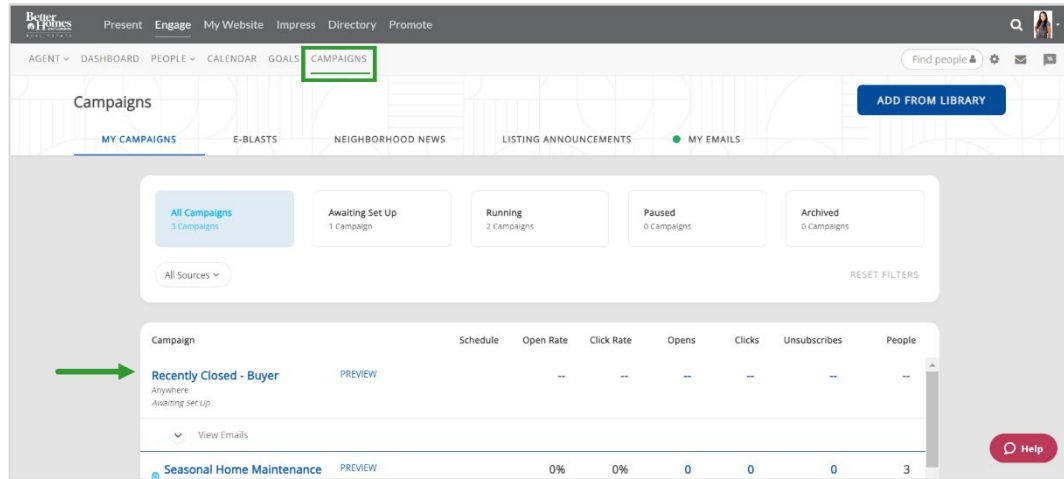 Better Homes
REAL ESTATE
Present Engage My Website Impress Directory Promote
AGENT DASHBOARD PEOPLE CALENDAR GOALS CAMPAIGNS
Find people
Campaigns
ADD FROM LIBRARY
MY CAMPAIGNS E-BLASTS NEIGHBORHOOD NEWS LISTING ANNOUNCEMENTS MY EMAILS
All Campaigns Awaiting Set Up Running Paused Archived
3 Campaigns 1 Campaign 2 Campaigns 0 Campaigns 0 Campaigns
All Sources RESET FILTERS
Campaign Schedule Open Rate Click Rate Opens Clicks Unsubscribes People
Recently Closed - Buyer PREVIEW -- -- -- -- -- --
Anywhere
Awaiting Set Up
View Emails
Help
Seasonal Home Maintenance PREVIEW 0% 0% 0 0 0 3